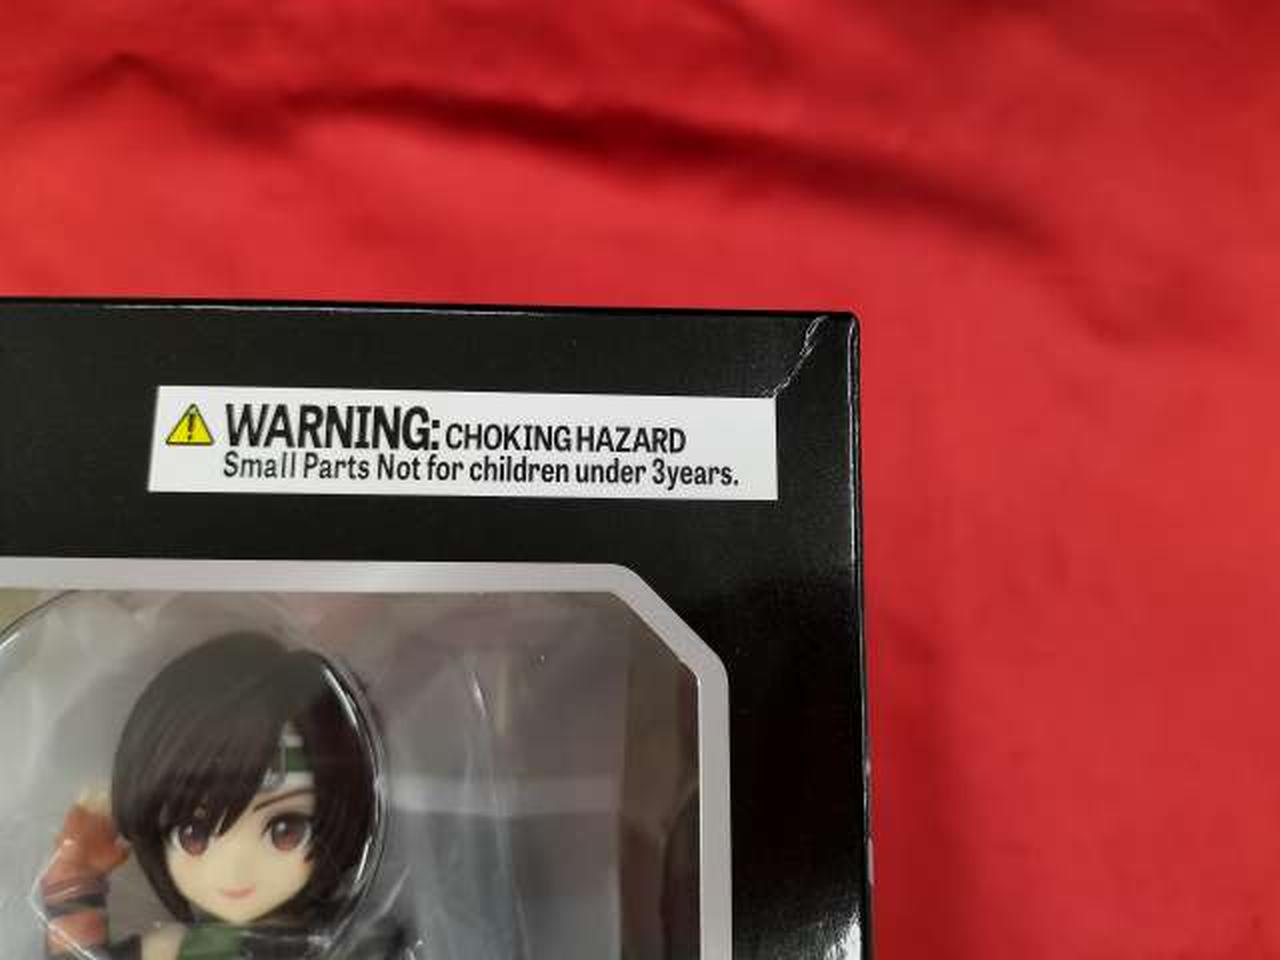 WARNING: CHOKING HAZARD
Small Parts Not for children under 3years.